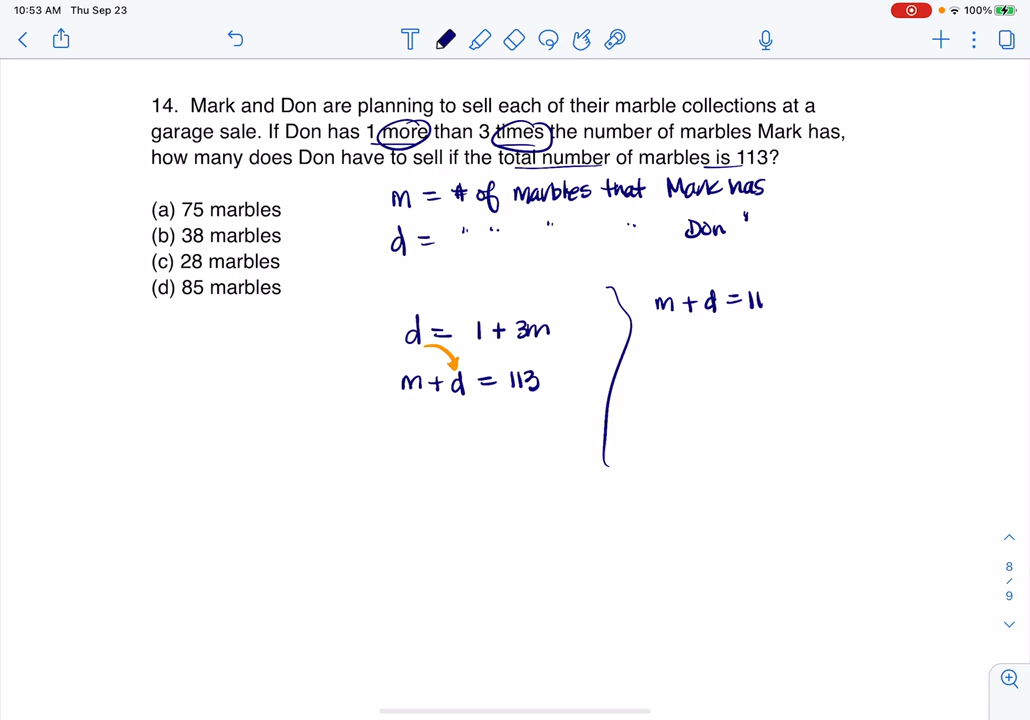 10:53 AM Thu Sep 23
100%
14. Mark and Don are planning to sell each of their marble collections at a
garage sale. If Don has 1 more than 3 times the number of marbles Mark has,
how many does Don have to sell if the total number of marbles is 113?
m = # of marbles that Mark has
(a) 75 marbles
d = " " " " Don "
(b) 38 marbles
(c) 28 marbles
(d) 85 marbles
m + d = 11
d = 1 + 3m
m + d = 113
8
/
9